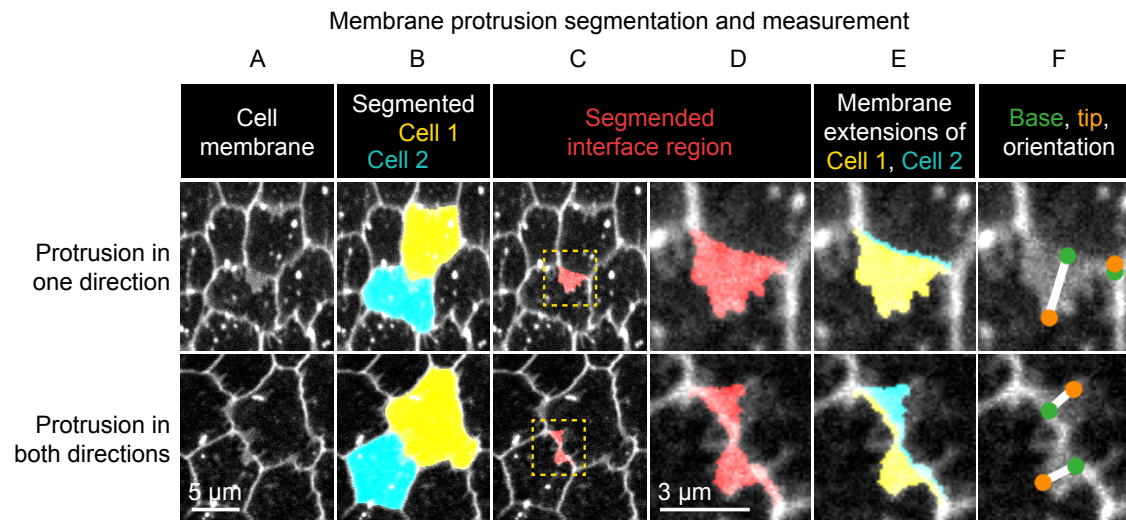 Membrane protrusion segmentation and measurement
A B C D E F
Cell
membrane
Segmented
Cell 1
Cell 2
Segmended
interface region
Membrane
extensions of
Cell 1, Cell 2
Base, tip,
orientation
Protrusion in
one direction
Protrusion in
both directions
5 µm
3 µm